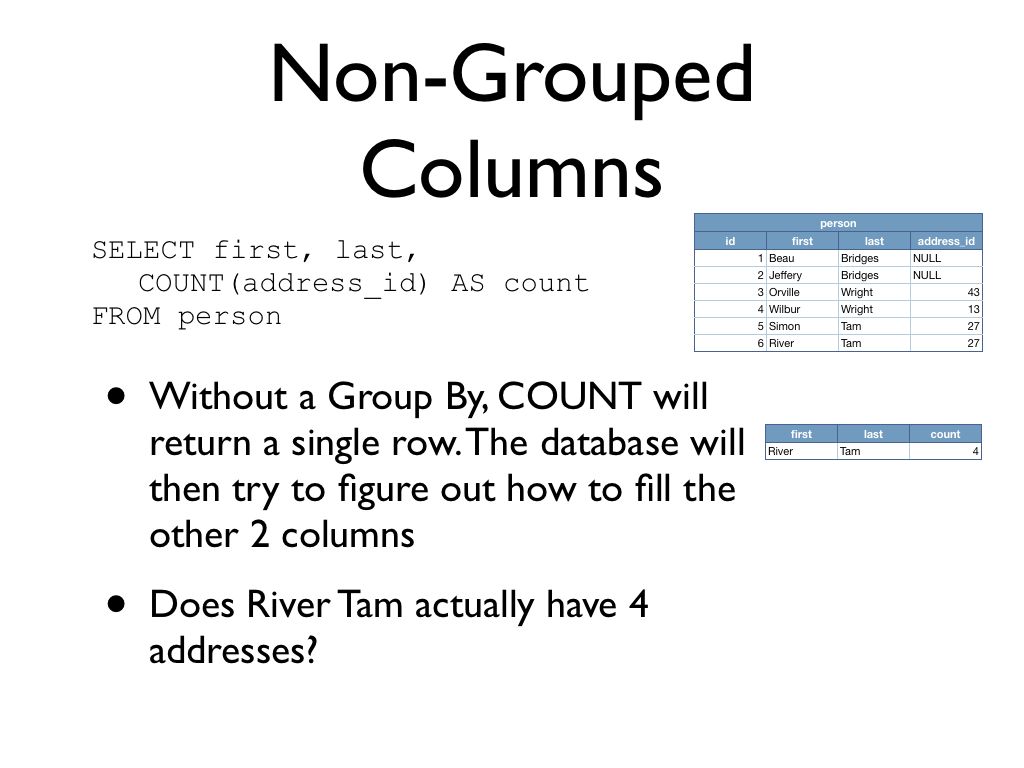 Non-Grouped
Columns
SELECT first, last,
COUNT(address_id) AS count
FROM person
person
id first last address_id
1 Beau Bridges NULL
2 Jeffery Bridges NULL
3 Orville Wright 43
4 Wilbur Wright 13
5 Simon Tam 27
6 River Tam 27
• Without a Group By, COUNT will
return a single row. The database will
then try to figure out how to fill the
other 2 columns
first last count
River Tam 4
• Does River Tam actually have 4
addresses?